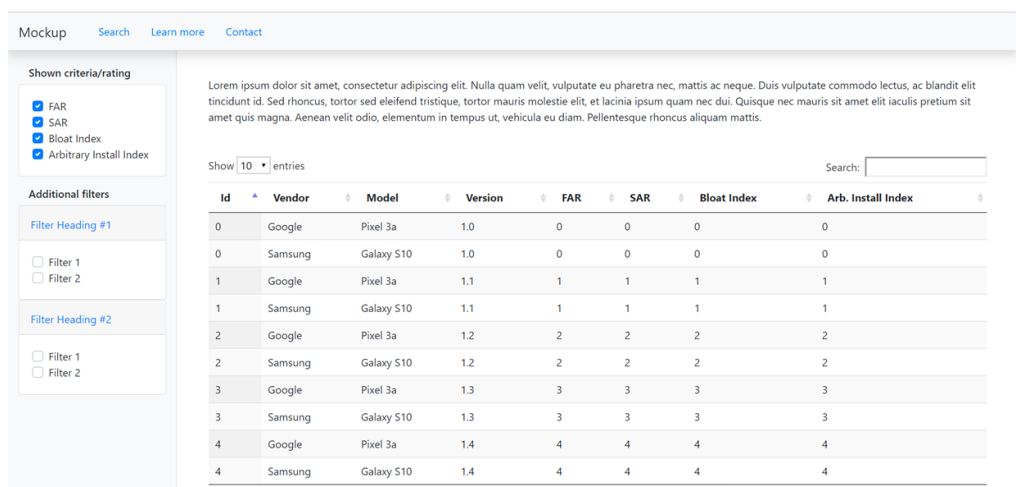 Mockup Search Learn more Contact
Shown criteria/rating
FAR
SAR
Bloat Index
Arbitrary Install Index
Additional filters
Filter Heading #1
Filter 1
Filter 2
Filter Heading #2
Filter 1
Filter 2
Lorem ipsum dolor sit amet, consectetur adipiscing elit. Nulla quam velit, vulputate eu pharetra nec, mattis ac neque. Duis vulputate commodo lectus, ac blandit elit
tincidunt id. Sed rhoncus, tortor sed eleifend tristique, tortor mauris molestie elit, et lacinia ipsum quam nec dui. Quisque nec mauris sit amet elit iaculis pretium sit
amet quis magna. Aenean velit odio, elementum in tempus ut, vehicula eu diam. Pellentesque rhoncus aliquam mattis.
Show 10 entries Search:
Id Vendor Model Version FAR SAR Bloat Index Arb. Install Index
0 Google Pixel 3a 1.0 0 0 0 0
0 Samsung Galaxy S10 1.0 0 0 0 0
1 Google Pixel 3a 1.1 1 1 1 1
1 Samsung Galaxy S10 1.1 1 1 1 1
2 Google Pixel 3a 1.2 2 2 2 2
2 Samsung Galaxy S10 1.2 2 2 2 2
3 Google Pixel 3a 1.3 3 3 3 3
3 Samsung Galaxy S10 1.3 3 3 3 3
4 Google Pixel 3a 1.4 4 4 4 4
4 Samsung Galaxy S10 1.4 4 4 4 4